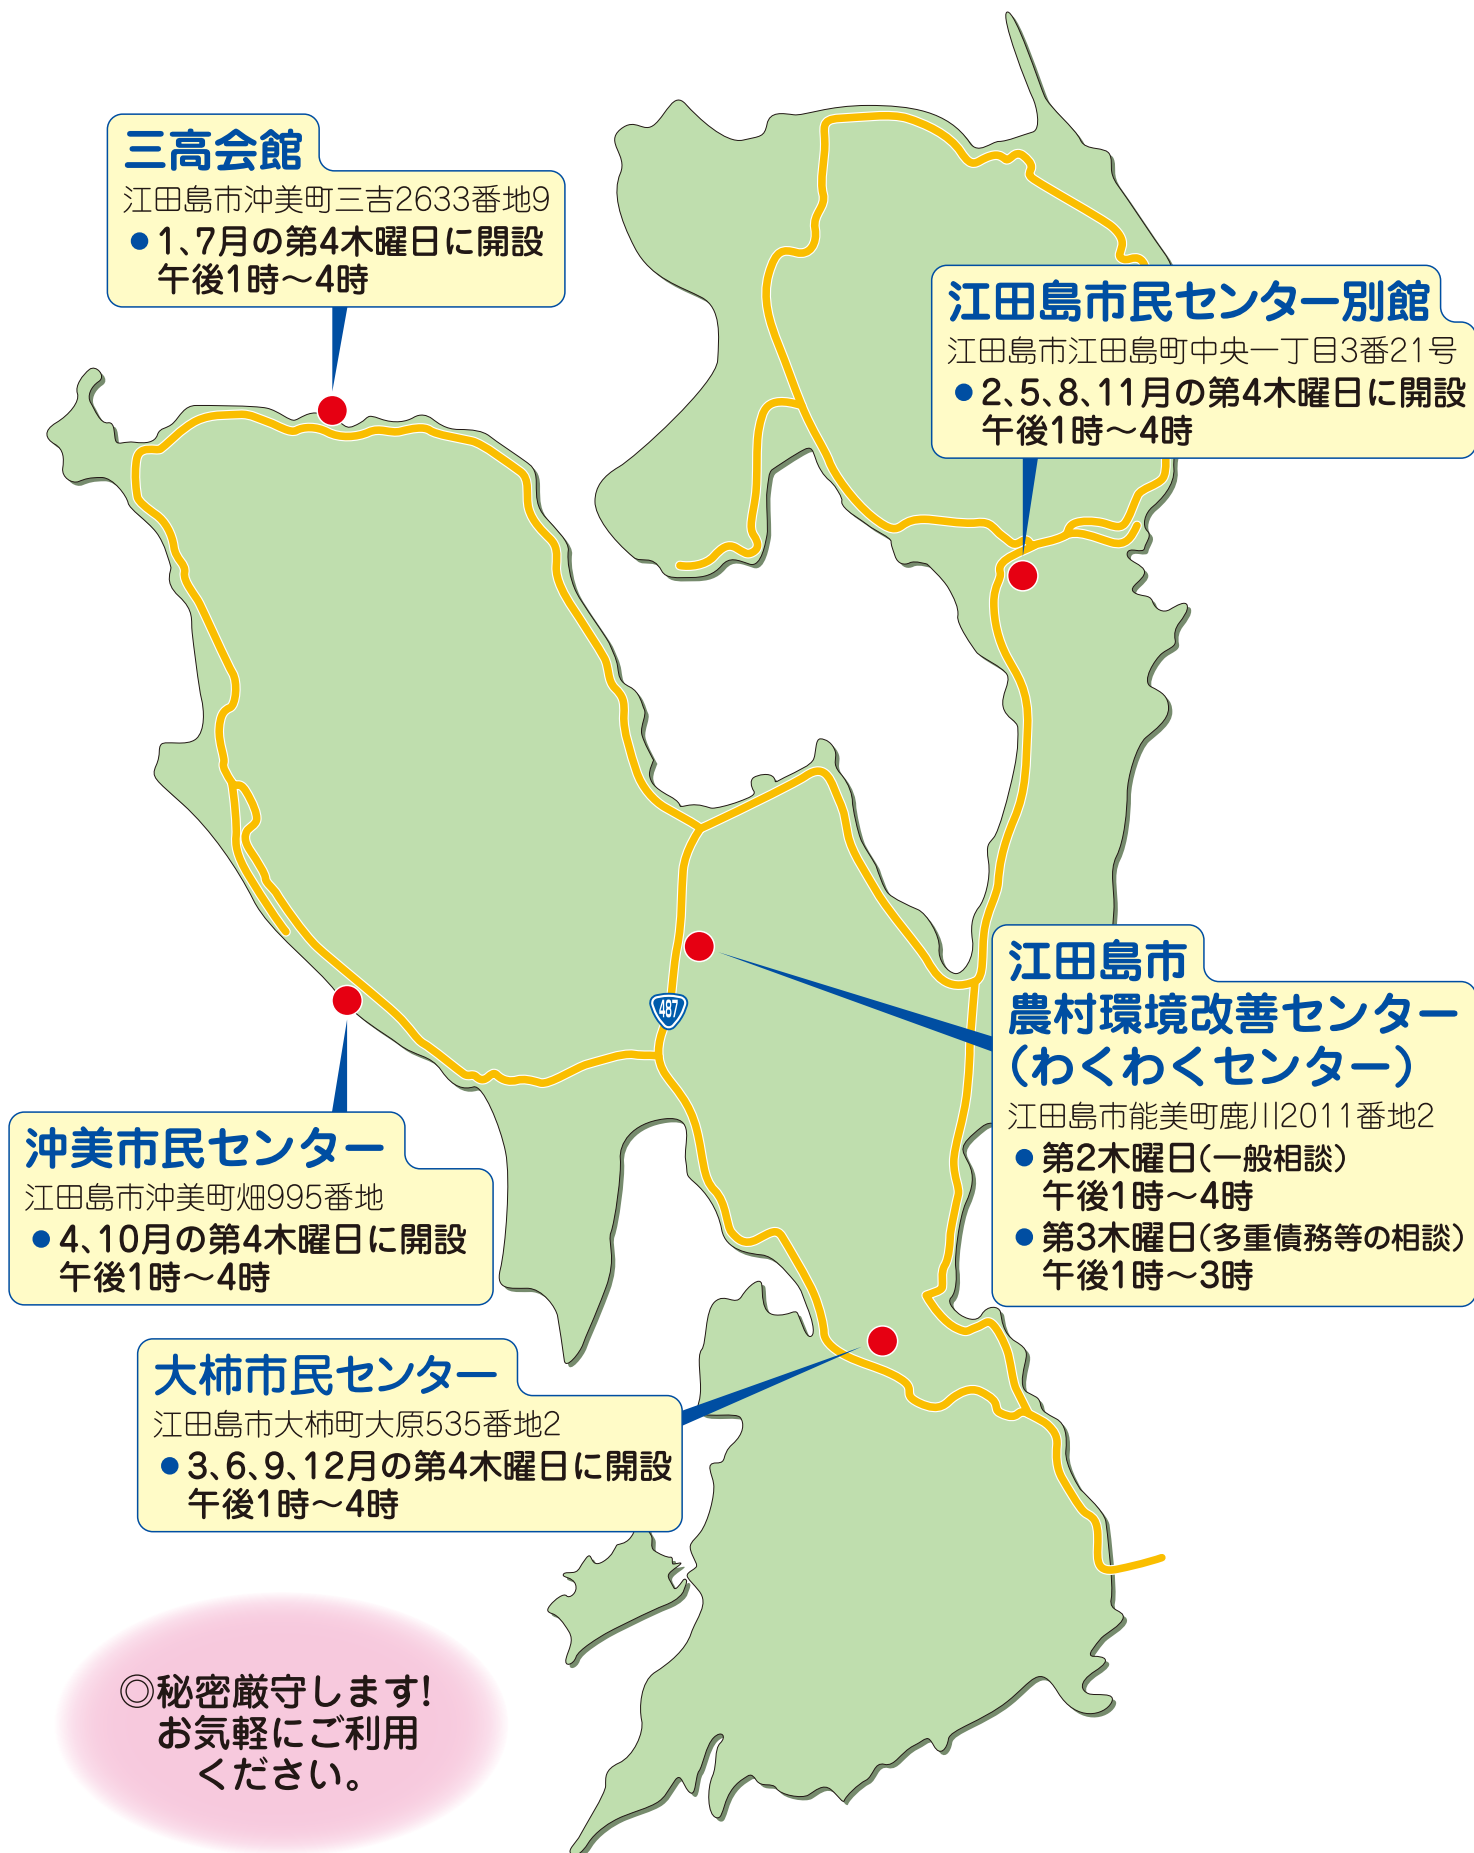 三高会館
江田島市沖美町三吉2633番地9
●1、7月の第4木曜日に開設
午後1時〜4時
江田島市民センター別館
江田島市江田島町中央一丁目3番21号
●2、5、8、11月の第4木曜日に開設
午後1時〜4時
487
江田島市
農村環境改善センター
（わくわくセンター）
江田島市能美町鹿川2011番地2
●第2木曜日（一般相談）
午後1時〜4時
●第3木曜日（多重債務等の相談）
午後1時〜3時
沖美市民センター
江田島市沖美町畑995番地
●4、10月の第4木曜日に開設
午後1時〜4時
大柿市民センター
江田島市大柿町大原535番地2
●3、6、9、12月の第4木曜日に開設
午後1時〜4時
◎秘密厳守します!
お気軽にご利用
ください。